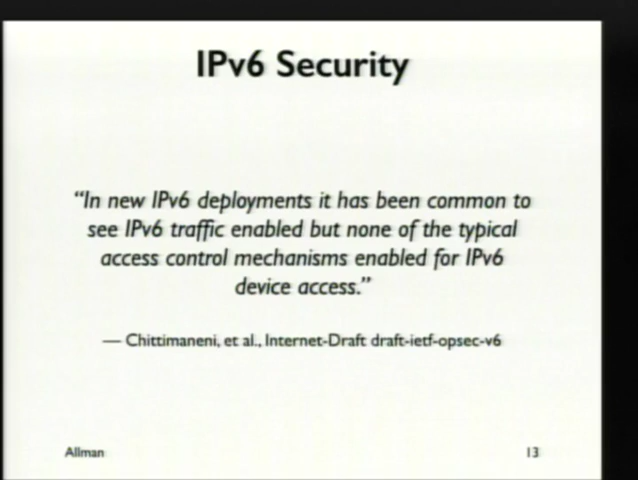 IPv6 Security
“In new IPv6 deployments it has been common to
see IPv6 traffic enabled but none of the typical
access control mechanisms enabled for IPv6
device access.”
— Chittimaneni, et al., Internet-Draft draft-ietf-opsec-v6
Allman
13